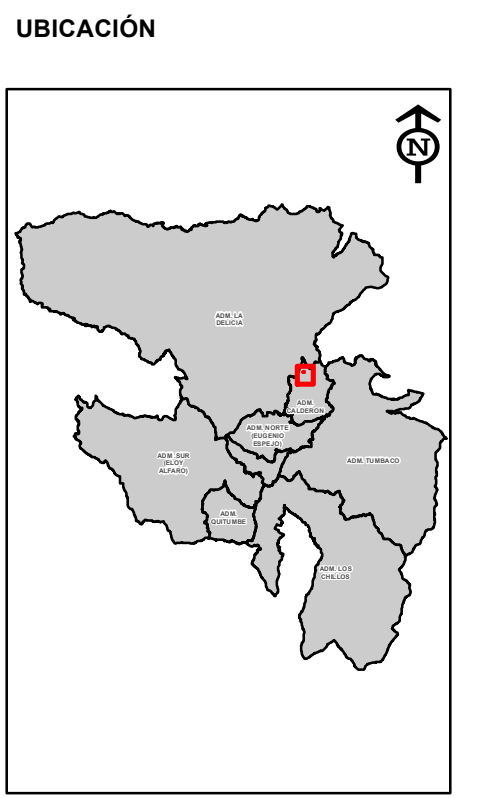 UBICACIÓN
N
ADM. LA
DELICIA
ADM.
CALDERON
ADM. NORTE
(EUGENIO
ESPEJO)
ADM .SUR
(ELOY
ALFARO)
ADM. TUMBACO
ADM.
QUITUMBE
ADM. LOS
CHILLOS